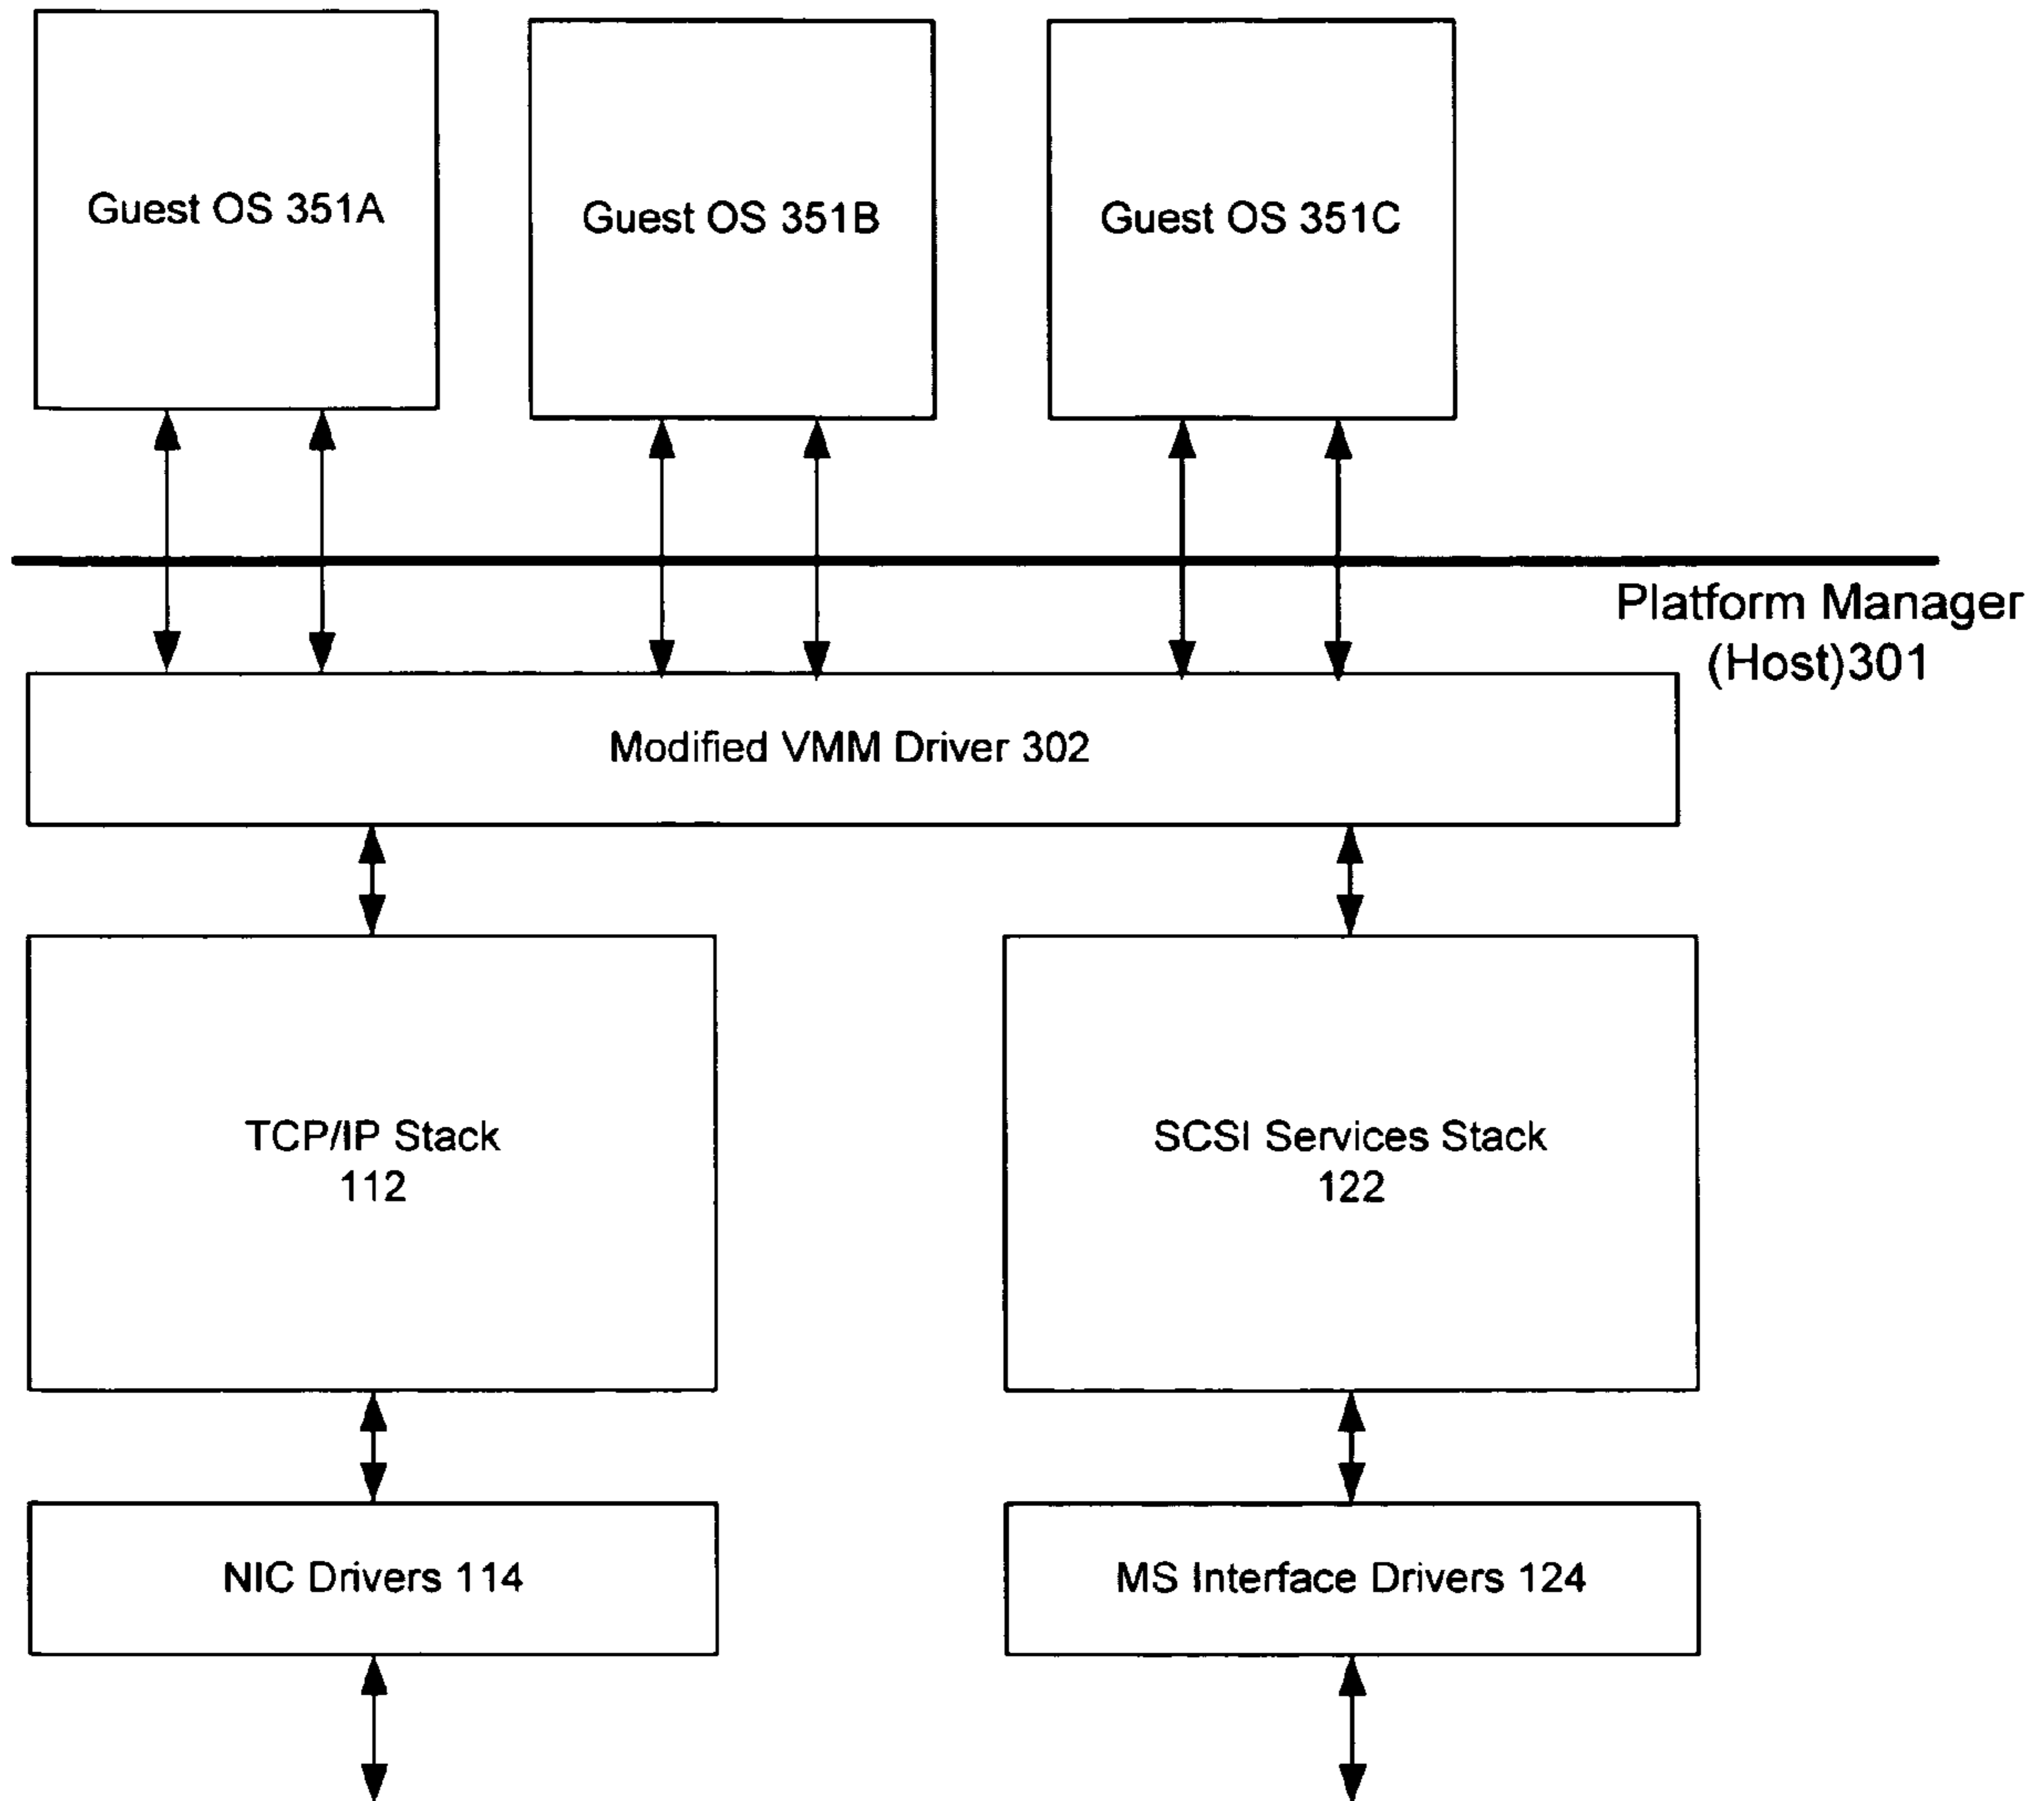 Guest OS 351A
Guest OS 351B
Guest OS 351C
Platform Manager
(Host)301
Modified VMM Driver 302
TCP/IP Stack
112
SCSI Services Stack
122
NIC Drivers 114
MS Interface Drivers 124